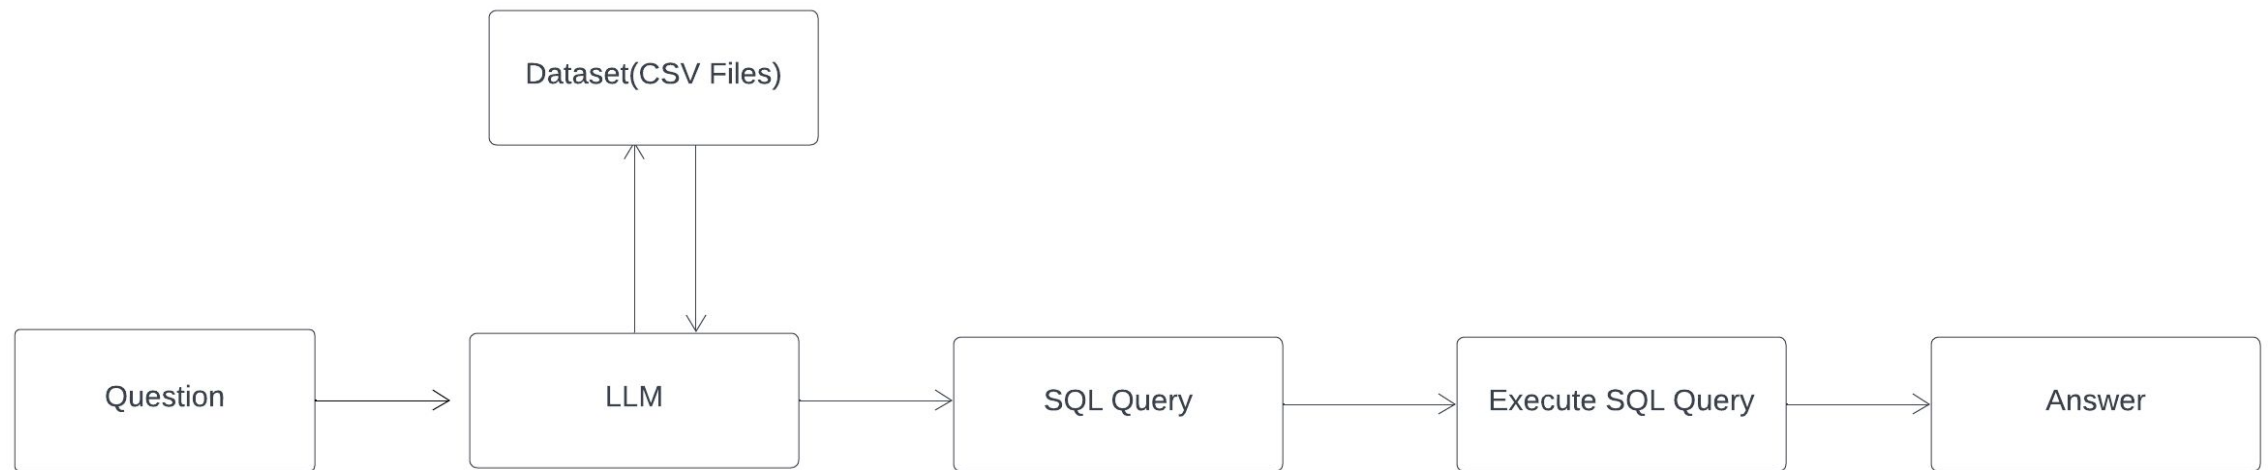 Dataset(CSV Files)
Question
LLM
SQL Query
Execute SQL Query
Answer